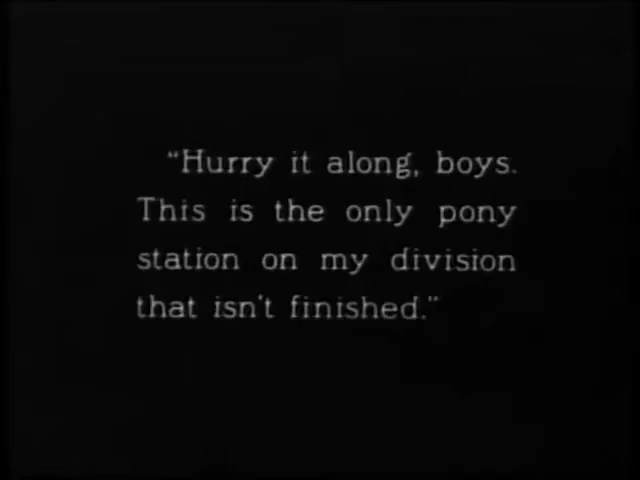 “Hurry it along, boys.
This is the only pony
station on my division
that isn't finished.”